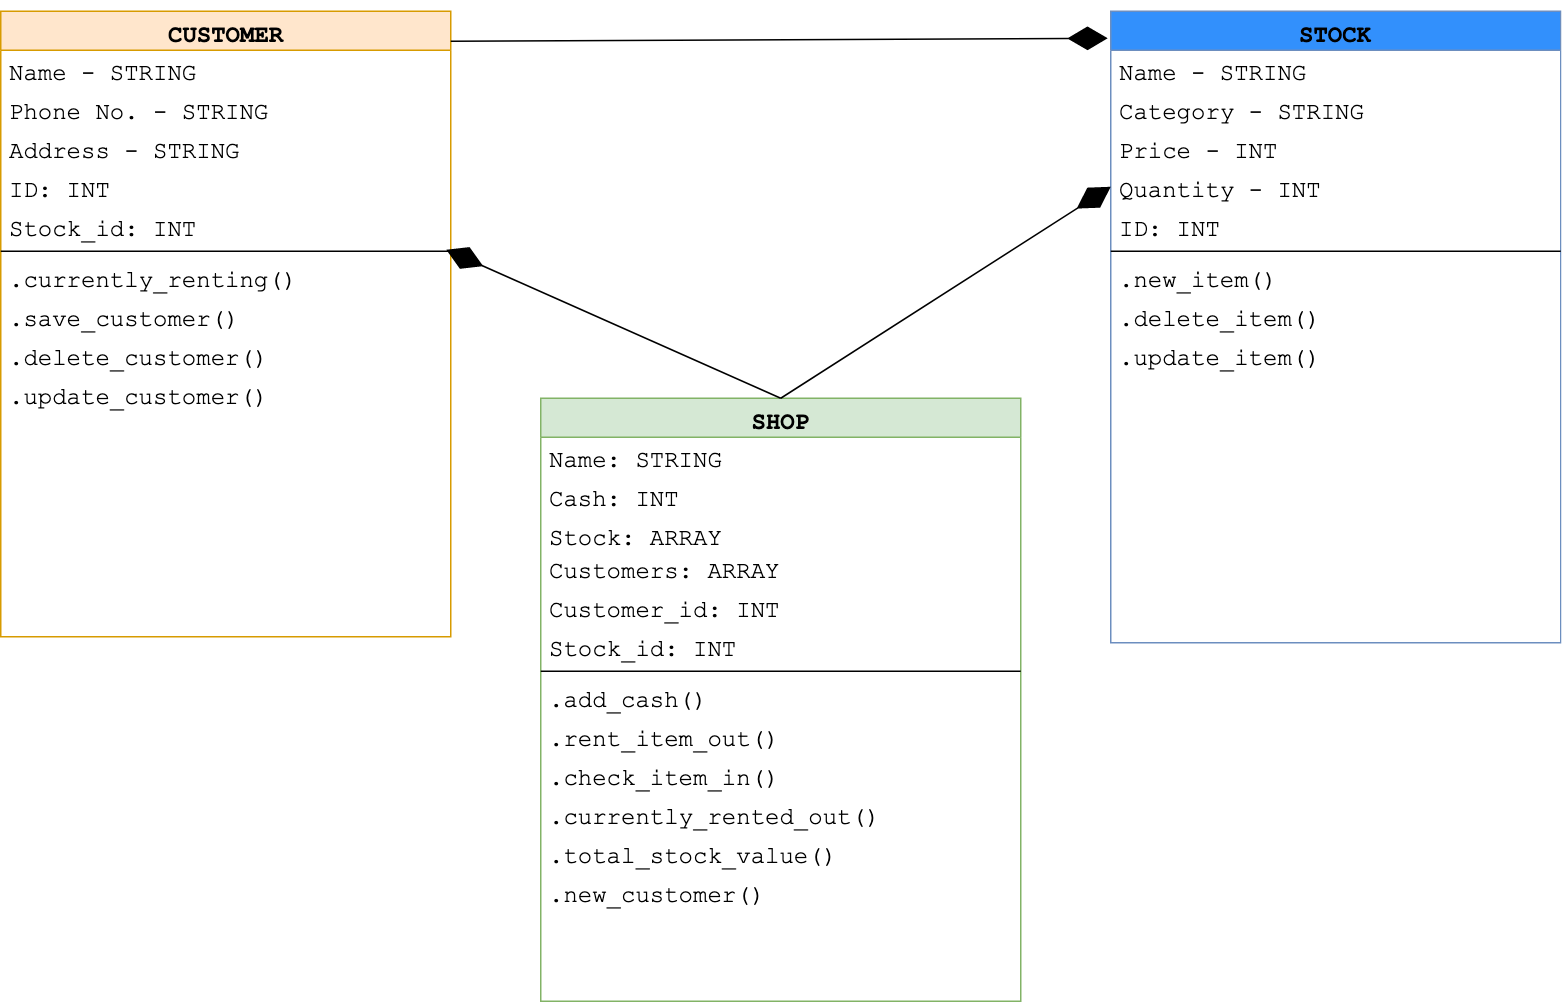 CUSTOMER
Name - STRING
Phone No. - STRING
Address - STRING
ID: INT
Stock_id: INT
.currently_renting()
.save_customer()
.delete_customer()
.update_customer()
STOCK
Name - STRING
Category - STRING
Price - INT
Quantity - INT
ID: INT
.new_item()
.delete_item()
.update_item()
SHOP
Name: STRING
Cash: INT
Stock: ARRAY
Customers: ARRAY
Customer_id: INT
Stock_id: INT
.add_cash()
.rent_item_out()
.check_item_in()
.currently_rented_out()
.total_stock_value()
.new_customer()